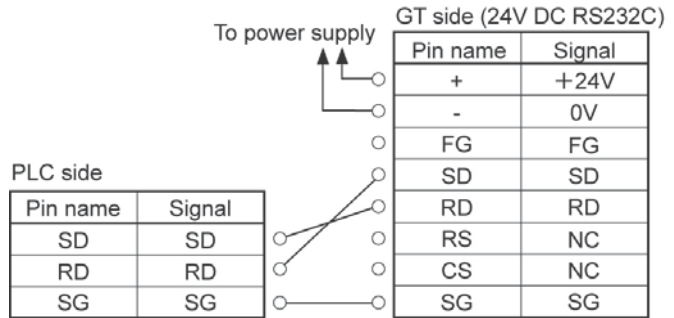 GT side (24V DC RS232C)
To power supply
Pin name Signal
+ +24V
- 0V
FG FG
SD SD
RD RD
RS NC
CS NC
SG SG
PLC side
Pin name Signal
SD SD
RD RD
SG SG